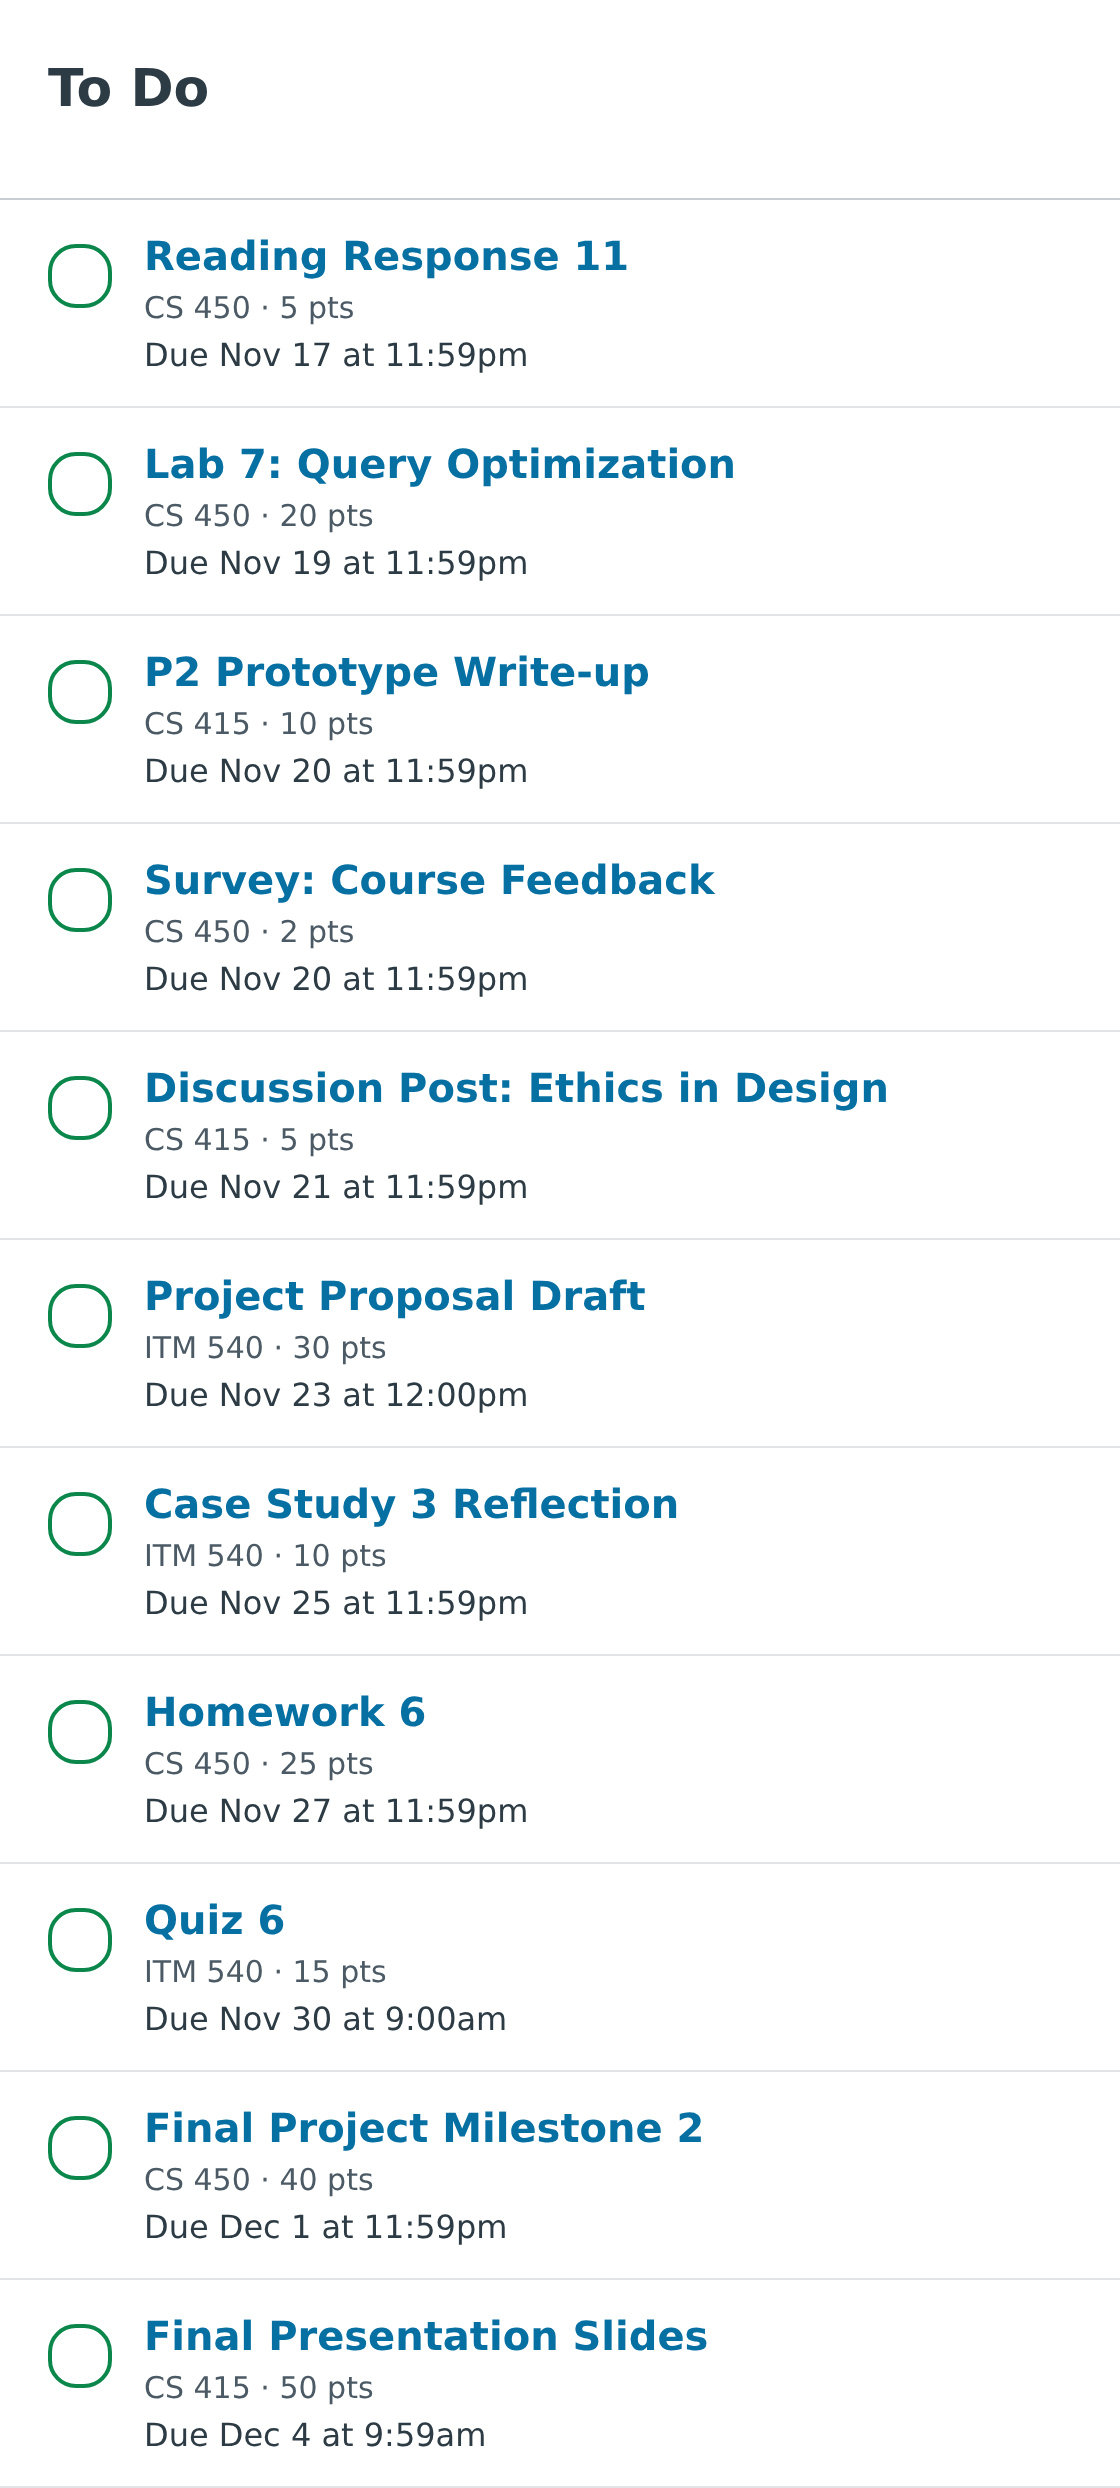 To Do
Reading Response 11
CS 450 · 5 pts
Due Nov 17 at 11:59pm
Lab 7: Query Optimization
CS 450 · 20 pts
Due Nov 19 at 11:59pm
P2 Prototype Write-up
CS 415 · 10 pts
Due Nov 20 at 11:59pm
Survey: Course Feedback
CS 450 · 2 pts
Due Nov 20 at 11:59pm
Discussion Post: Ethics in Design
CS 415 · 5 pts
Due Nov 21 at 11:59pm
Project Proposal Draft
ITM 540 · 30 pts
Due Nov 23 at 12:00pm
Case Study 3 Reflection
ITM 540 · 10 pts
Due Nov 25 at 11:59pm
Homework 6
CS 450 · 25 pts
Due Nov 27 at 11:59pm
Quiz 6
ITM 540 · 15 pts
Due Nov 30 at 9:00am
Final Project Milestone 2
CS 450 · 40 pts
Due Dec 1 at 11:59pm
Final Presentation Slides
CS 415 · 50 pts
Due Dec 4 at 9:59am